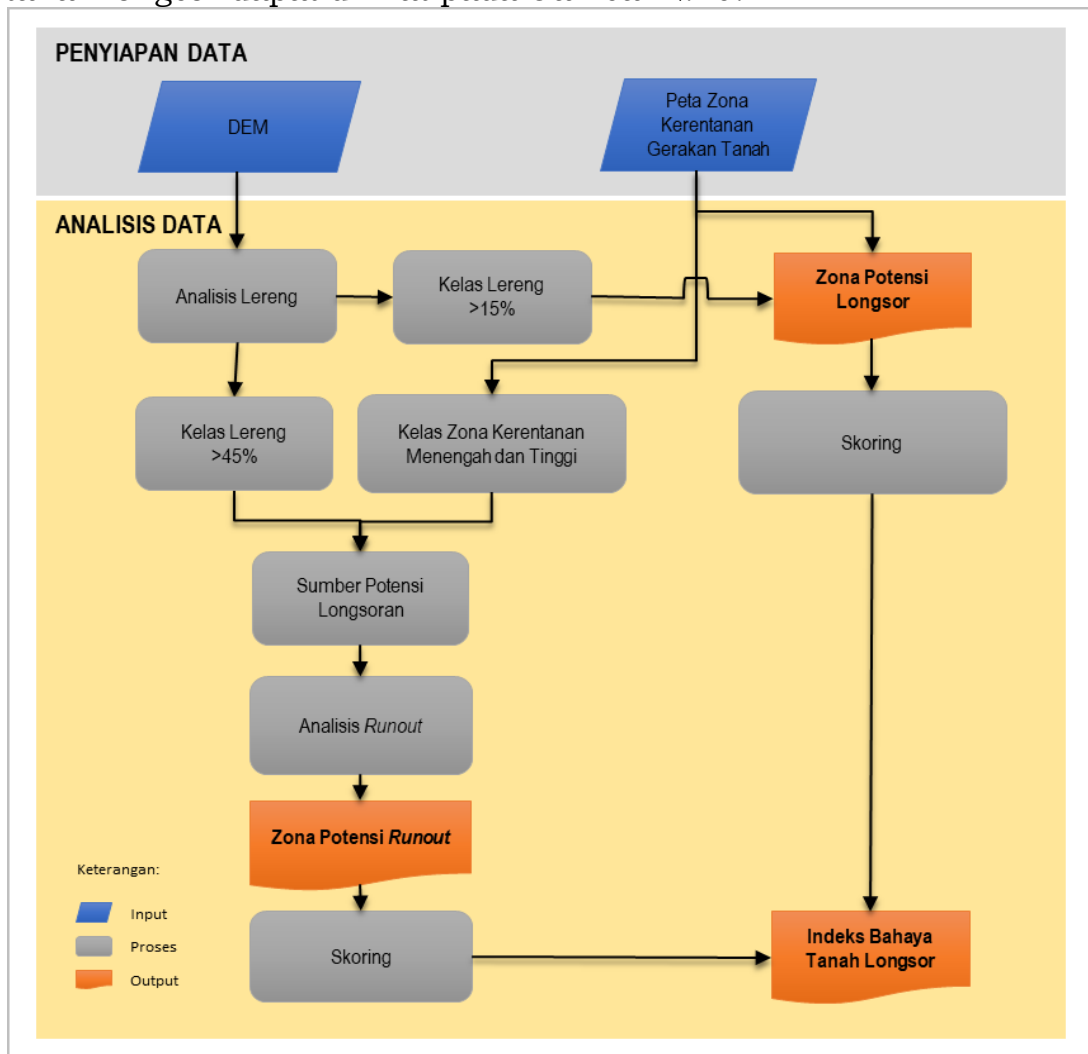 PENYIAPAN DATA
DEM
Peta Zona
Kerentanan
Gerakan Tanah
ANALISIS DATA
Analisis Lereng
Kelas Lereng
>15%
Zona Potensi
Longsor
Kelas Lereng
>45%
Kelas Zona Kerentanan
Menengah dan Tinggi
Skoring
Sumber Potensi
Longsoran
Analisis Runout
Zona Potensi Runout
Keterangan:
Input
Proses
Output
Skoring
Indeks Bahaya
Tanah Longsor